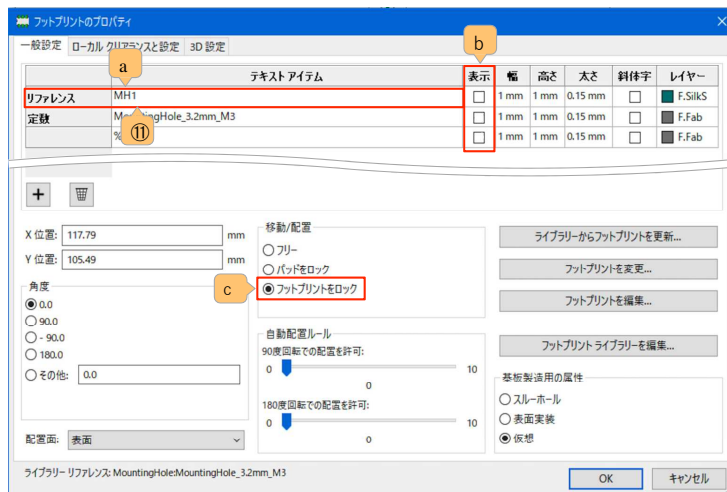 フットプリントのプロパティ
一般設定 ローカル クリアランスと設定 3D 設定
b
a
テキスト アイテム 表示 幅 高さ 太さ 斜体字 レイヤー
リファレンス MH1 1 mm 1 mm 0.15 mm F.SilkS
定数 MountingHole_3.2mm_M3 1 mm 1 mm 0.15 mm F.Fab
% 1 mm 1 mm 0.15 mm F.Fab
⑪
X 位置: 117.79 mm
Y 位置: 105.49 mm
角度
0.0
90.0
- 90.0
180.0
その他: 0.0
配置面: 表面
移動/配置
フリー
パッドをロック
c フットプリントをロック
自動配置ルール
90度回転での配置を許可:
0 10
0
180度回転での配置を許可:
0 10
0
ライブラリーからフットプリントを更新...
フットプリントを変更...
フットプリントを編集...
フットプリント ライブラリーを編集...
基板製造用の属性
スルーホール
表面実装
仮想
ライブラリー リファレンス: MountingHole:MountingHole_3.2mm_M3
OK キャンセル